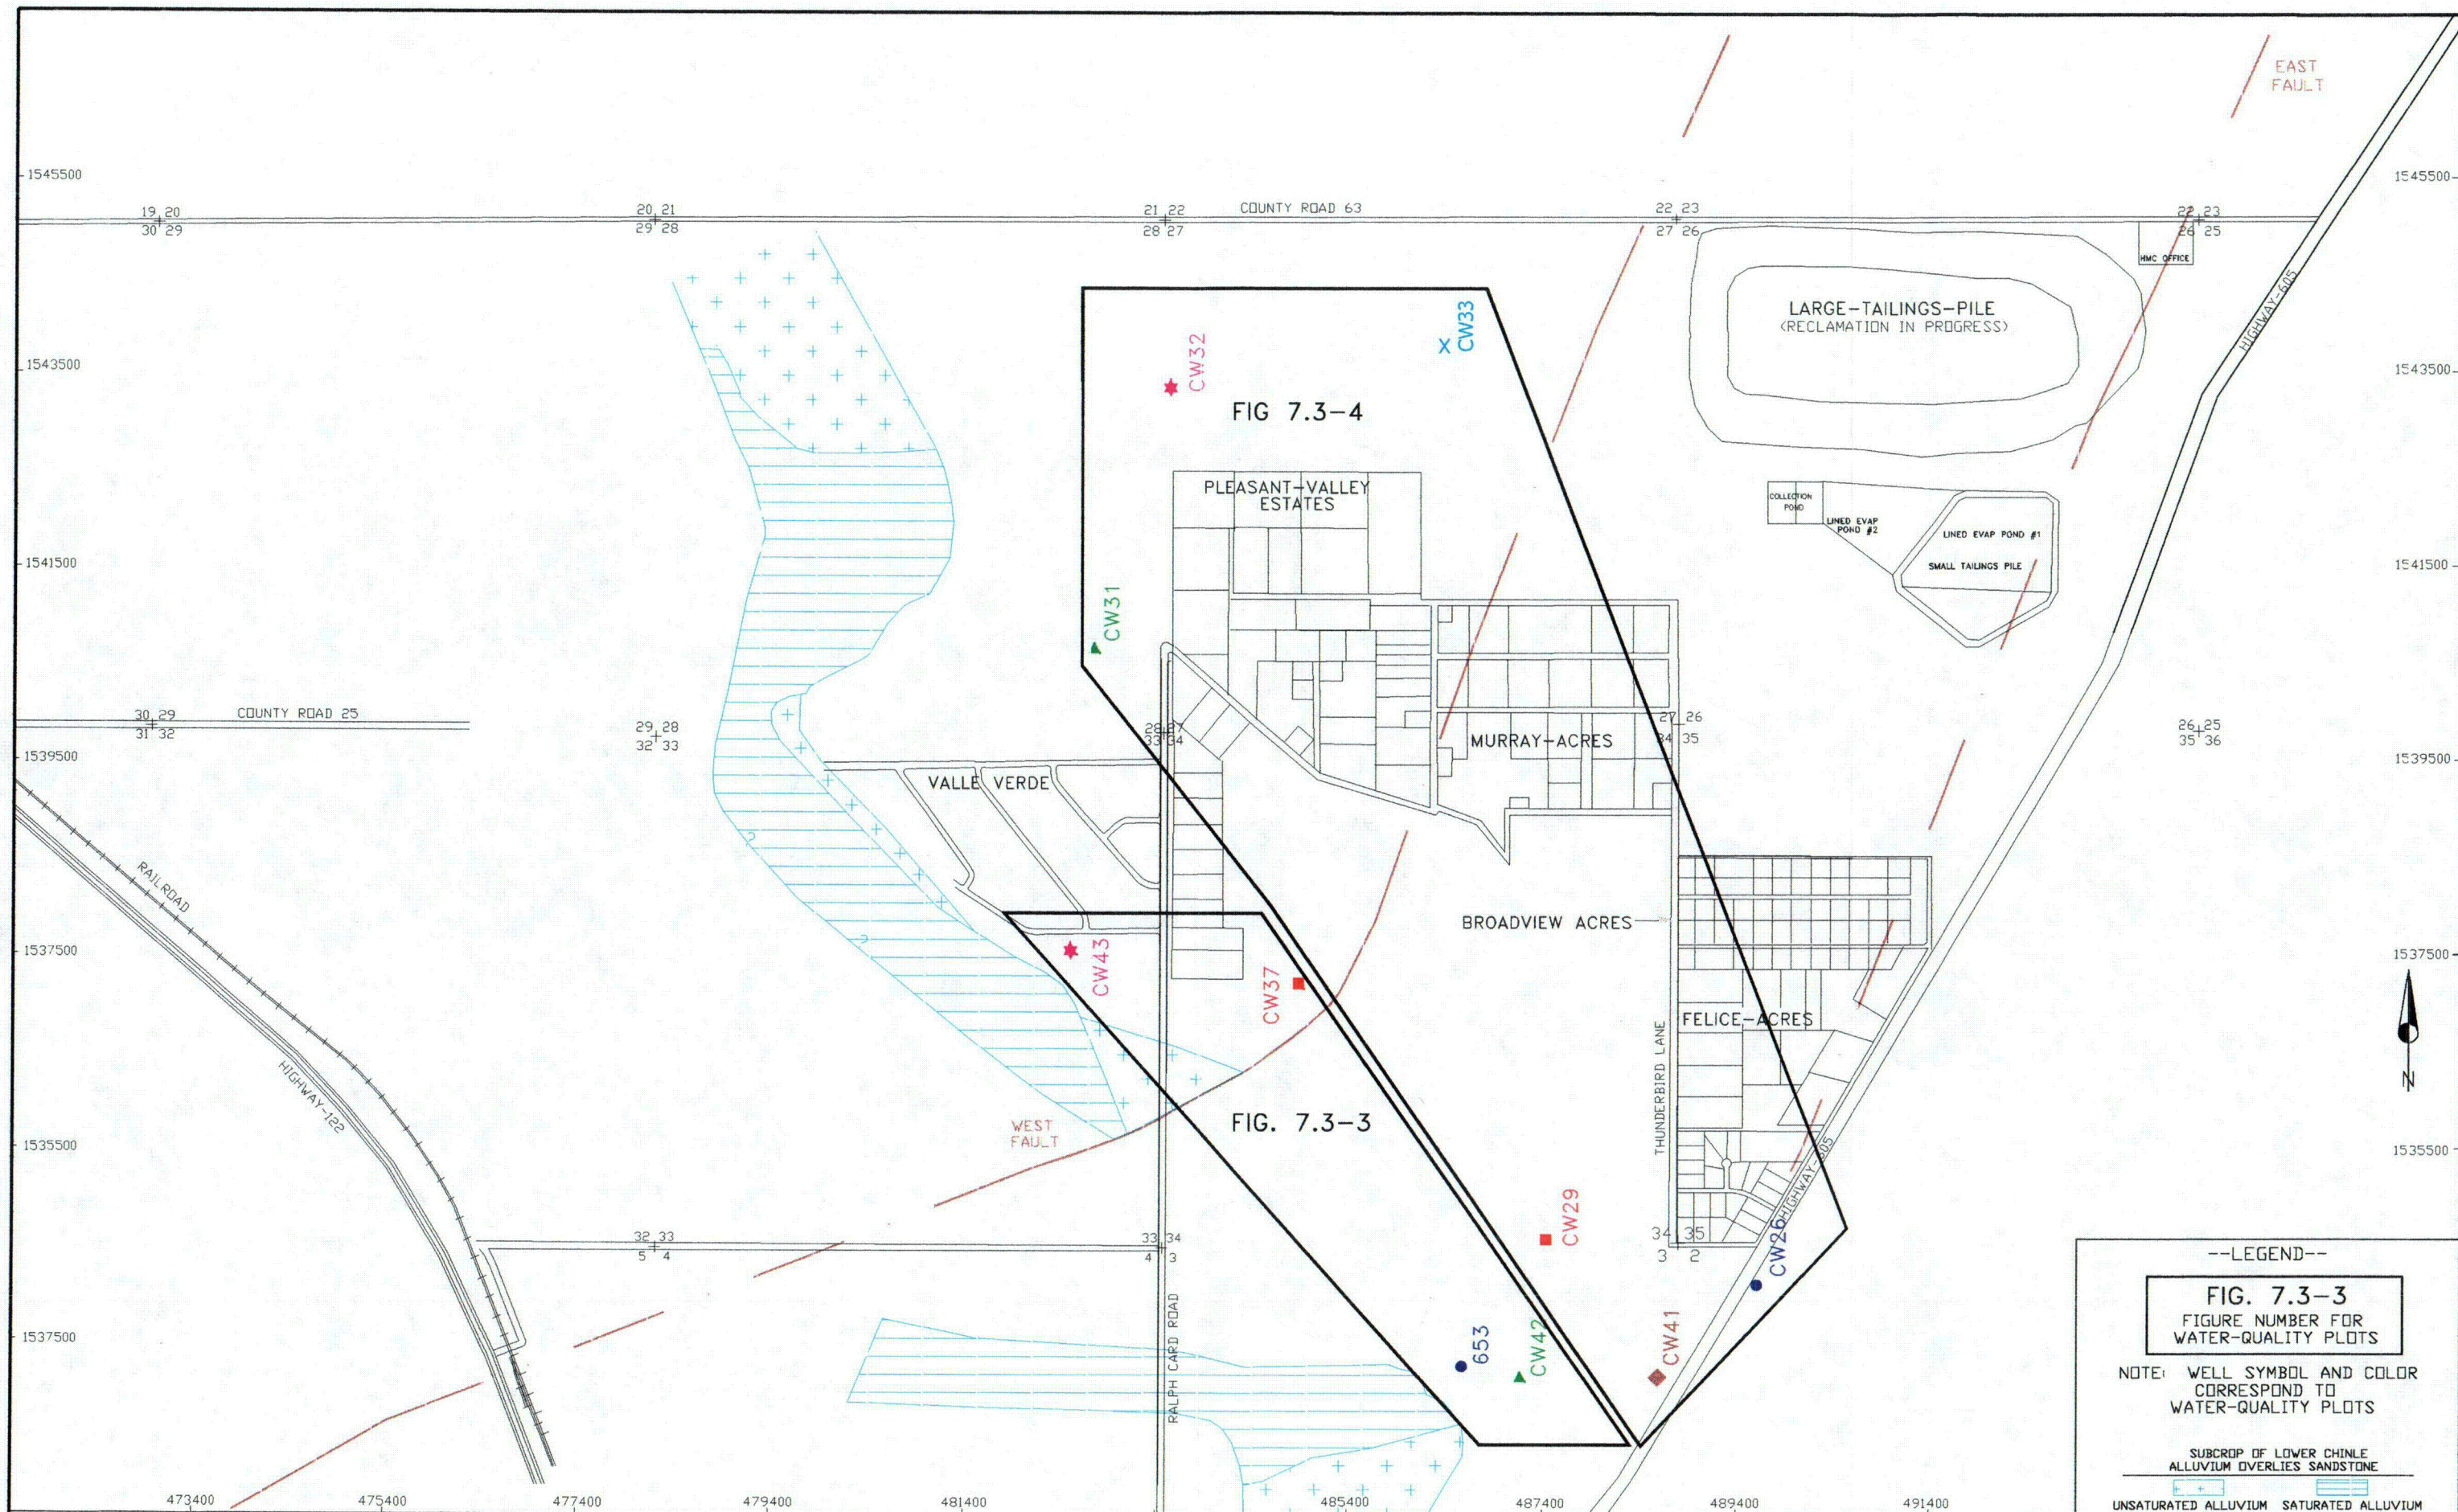 EAST
FAULT
1545500
1545500
19 20
30 29
20 21
29 28
21 22
28 27
COUNTY ROAD 63
22 23
27 26
22 23
26 25
HMC OFFICE
HIGHWAY-605
LARGE-TAILINGS-PILE
(RECLAMATION IN PROGRESS)
CW33
CW32
1543500
1543500
FIG 7.3-4
PLEASANT-VALLEY
ESTATES
COLLECTION
POND
LINED EVAP
POND #2
LINED EVAP POND #1
SMALL TAILINGS PILE
1541500
1541500
CW31
30 29
31 32
COUNTY ROAD 25
29 28
32 33
28 27
33 34
27 26
34 35
26 25
35 36
MURRAY-ACRES
1539500
1539500
VALLE VERDE
RAILROAD
BROADVIEW ACRES
1537500
1537500
CW43
CW37
FELICE-ACRES
THUNDERBIRD LANE
N
HIGHWAY-122
WEST
FAULT
FIG. 7.3-3
1535500
1535500
HIGHWAY-605
CW29
CW26
32 33
5 4
33 34
4 3
34 35
3 2
RALPH CARD ROAD
1537500
653
CW42
CW41
--LEGEND--
FIG. 7.3-3
FIGURE NUMBER FOR
WATER-QUALITY PLOTS
NOTE: WELL SYMBOL AND COLOR
CORRESPOND TO
WATER-QUALITY PLOTS
SUBCROP OF LOWER CHINLE
ALLUVIUM OVERLIES SANDSTONE
UNSATURATED ALLUVIUM SATURATED ALLUVIUM
473400
475400
477400
479400
481400
485400
487400
489400
491400